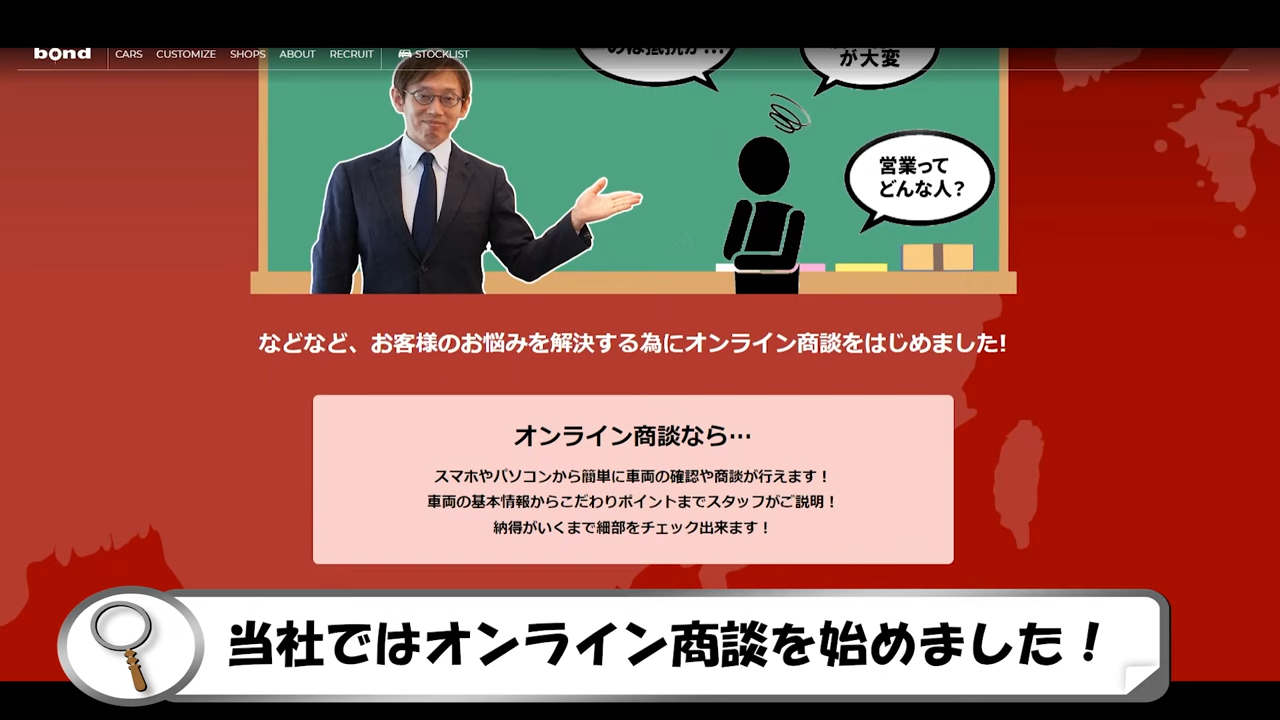 bond CARS CUSTOMIZE SHOPS ABOUT RECRUIT STOCKLIST
が大変
営業って
どんな人?
などなど、お客様のお悩みを解決する為にオンライン商談をはじめました!
オンライン商談なら…
スマホやパソコンから簡単に車両の確認や商談が行えます！
車両の基本情報からこだわりポイントまでスタッフがご説明！
納得がいくまで細部をチェック出来ます！
当社ではオンライン商談を始めました！